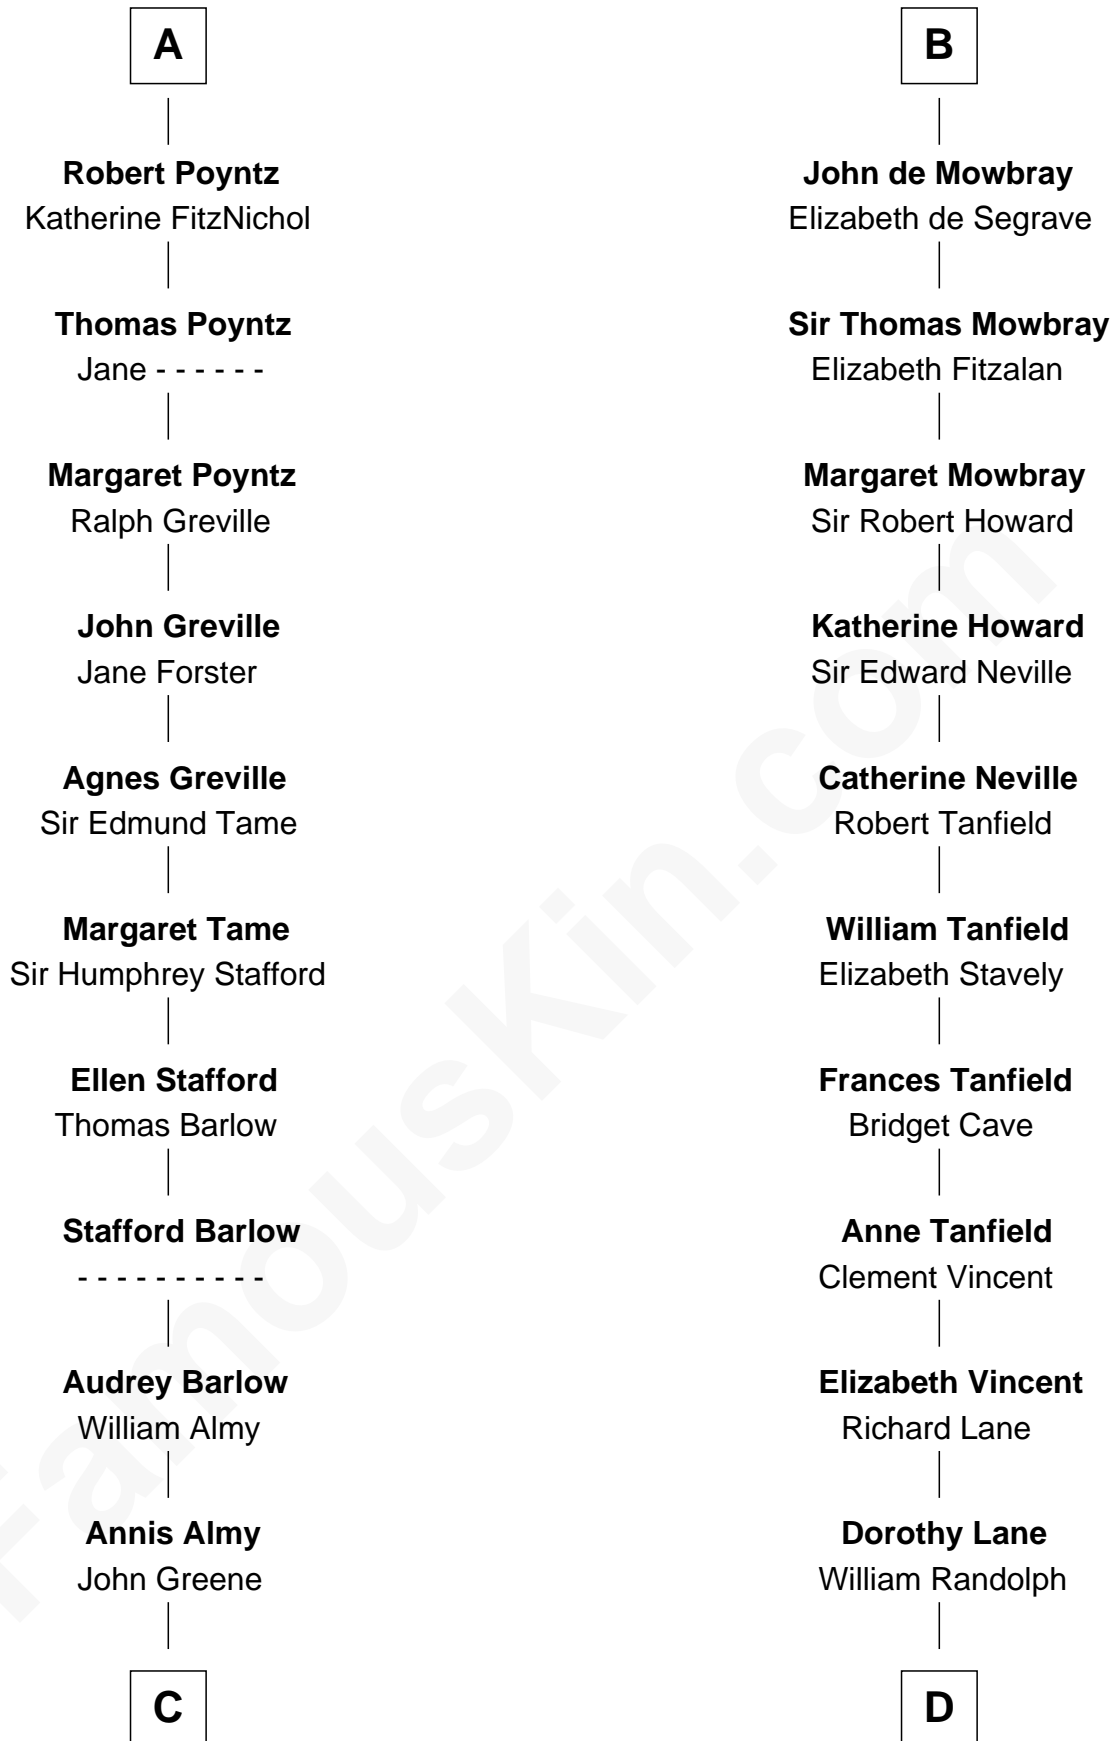 A
Robert Poyntz
Katherine FitzNichol
Thomas Poyntz
Jane - - - - - -
Margaret Poyntz
Ralph Greville
John Greville
Jane Forster
Agnes Greville
Sir Edmund Tame
Margaret Tame
Sir Humphrey Stafford
Ellen Stafford
Thomas Barlow
Stafford Barlow
- - - - - - - - - -
Audrey Barlow
William Almy
Annis Almy
John Greene
C
B
John de Mowbray
Elizabeth de Segrave
Sir Thomas Mowbray
Elizabeth Fitzalan
Margaret Mowbray
Sir Robert Howard
Katherine Howard
Sir Edward Neville
Catherine Neville
Robert Tanfield
William Tanfield
Elizabeth Stavely
Frances Tanfield
Bridget Cave
Anne Tanfield
Clement Vincent
Elizabeth Vincent
Richard Lane
Dorothy Lane
William Randolph
D
FamousKin.com